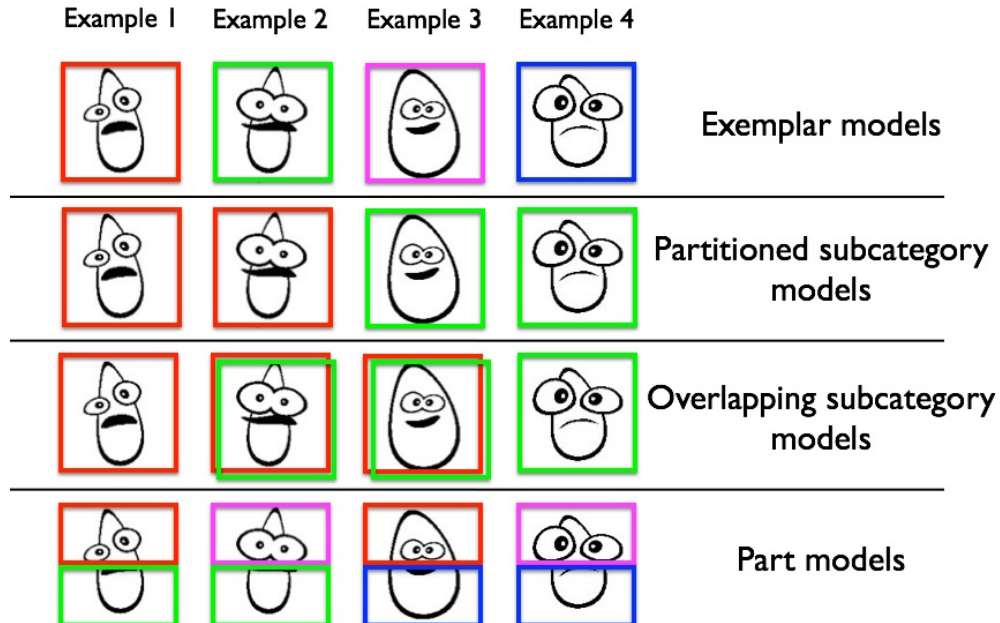 Example 1 Example 2 Example 3 Example 4
Exemplar models
Partitioned subcategory
models
Overlapping subcategory
models
Part models